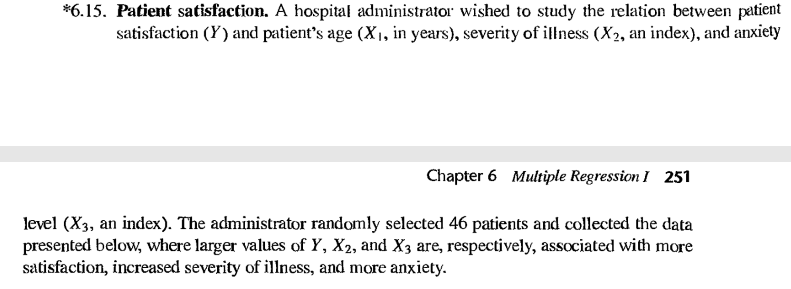 *6.15. Patient satisfaction. A hospital administrator wished to study the relation between patient
satisfaction (Y) and patient's age (X₁, in years), severity of illness (X₂, an index), and anxiety
Chapter 6 Multiple Regression I 251
level (X₃, an index). The administrator randomly selected 46 patients and collected the data
presented below, where larger values of Y, X₂, and X₃ are, respectively, associated with more
satisfaction, increased severity of illness, and more anxiety.